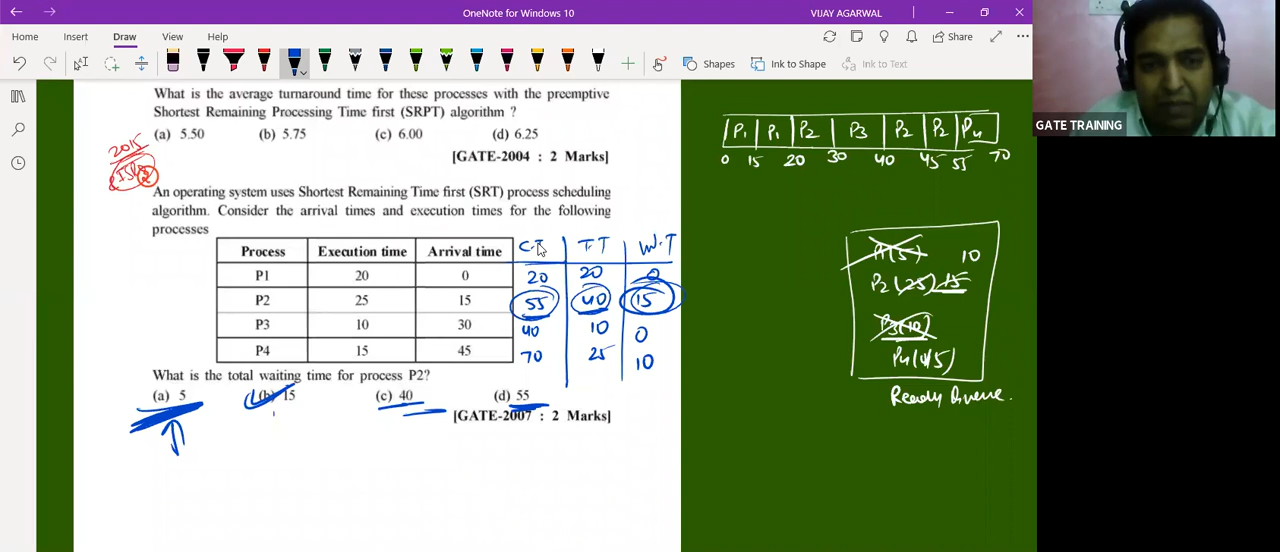 OneNote for Windows 10
VIJAY AGARWAL
Home Insert Draw View Help
Share
Shapes Ink to Shape Ink to Text
What is the average turnaround time for these processes with the preemptive
Shortest Remaining Processing Time first (SRPT) algorithm ?
(a) 5.50 (b) 5.75 (c) 6.00 (d) 6.25
[GATE-2004 : 2 Marks]
2015
An operating system uses Shortest Remaining Time first (SRT) process scheduling
algorithm. Consider the arrival times and execution times for the following
processes
Process Execution time Arrival time C.T T.T W.T
P1 20 0 20 20 0
P2 25 15 55 40 15
P3 10 30 40 10 0
P4 15 45 70 25 10
What is the total waiting time for process P2?
(a) 5 (b) 15 (c) 40 (d) 55
[GATE-2007 : 2 Marks]
P1 P1 P2 P3 P2 P2 P4
0 15 20 30 40 45 55 70
P1(5) 10
P2(25) 15
P3(10)
Ready Queue.
GATE TRAINING